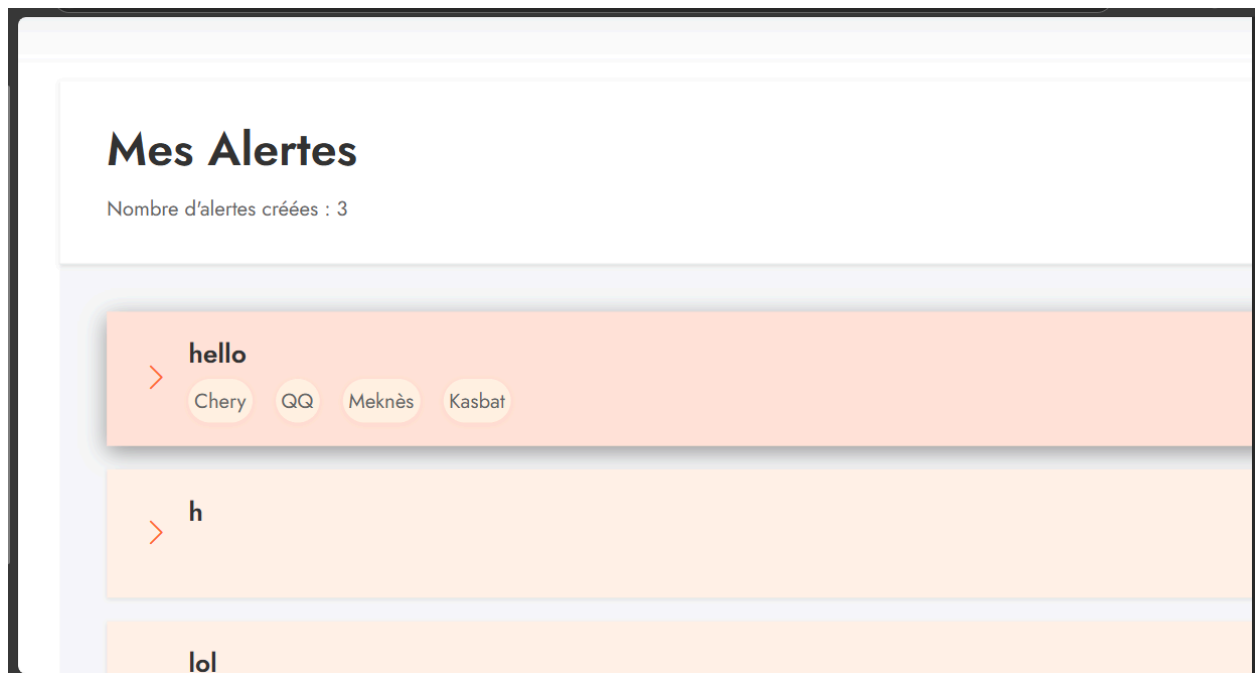 Mes Alertes
Nombre d'alertes créées : 3
hello
Chery QQ Meknès Kasbat
h
lol